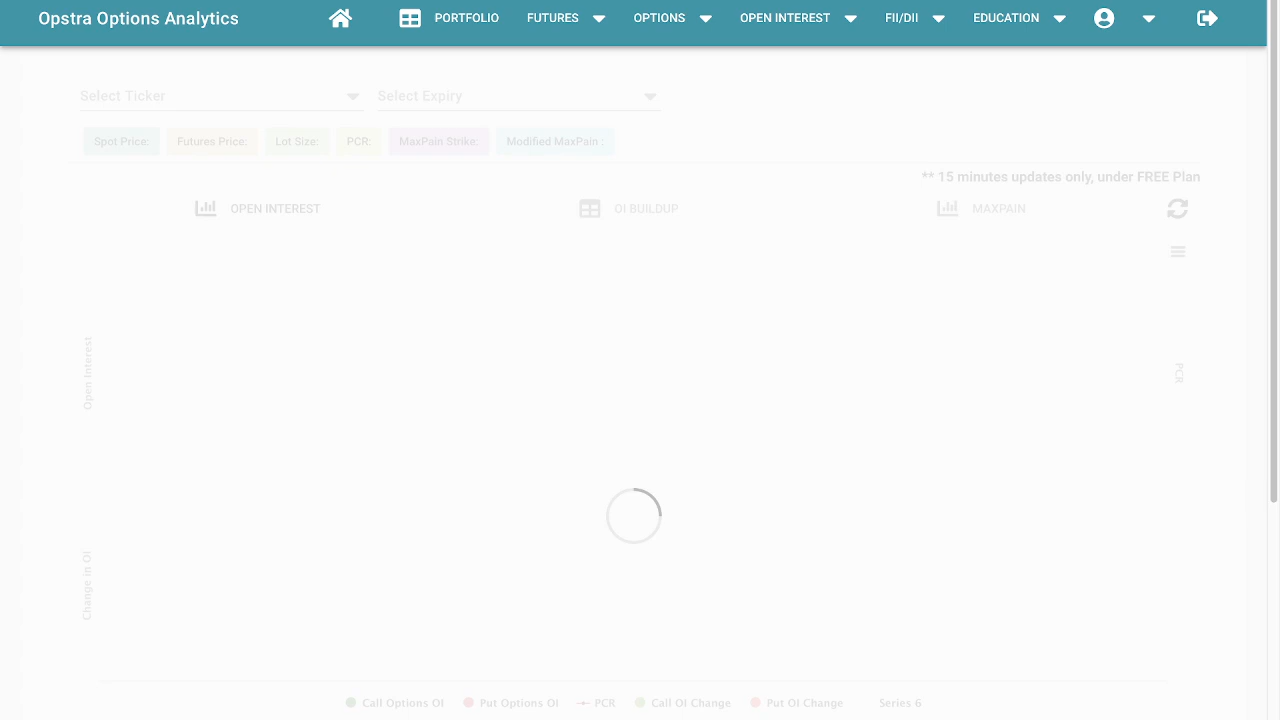 Opstra Options Analytics PORTFOLIO FUTURES OPTIONS OPEN INTEREST FII/DII EDUCATION
Select Ticker Select Expiry
Spot Price: Futures Price: Lot Size: PCR: MaxPain Strike: Modified MaxPain :
** 15 minutes updates only, under FREE Plan
OPEN INTEREST OI BUILDUP MAXPAIN
Open Interest
PCR
Change in OI
Call Options OI Put Options OI PCR Call OI Change Put OI Change Series 6